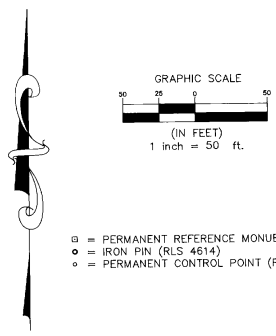 GRAPHIC SCALE
50 25 0 50
(IN FEET)
1 inch = 50 ft.
= PERMANENT REFERENCE MONUE
= IRON PIN (RLS 4614)
= PERMANENT CONTROL POINT (P